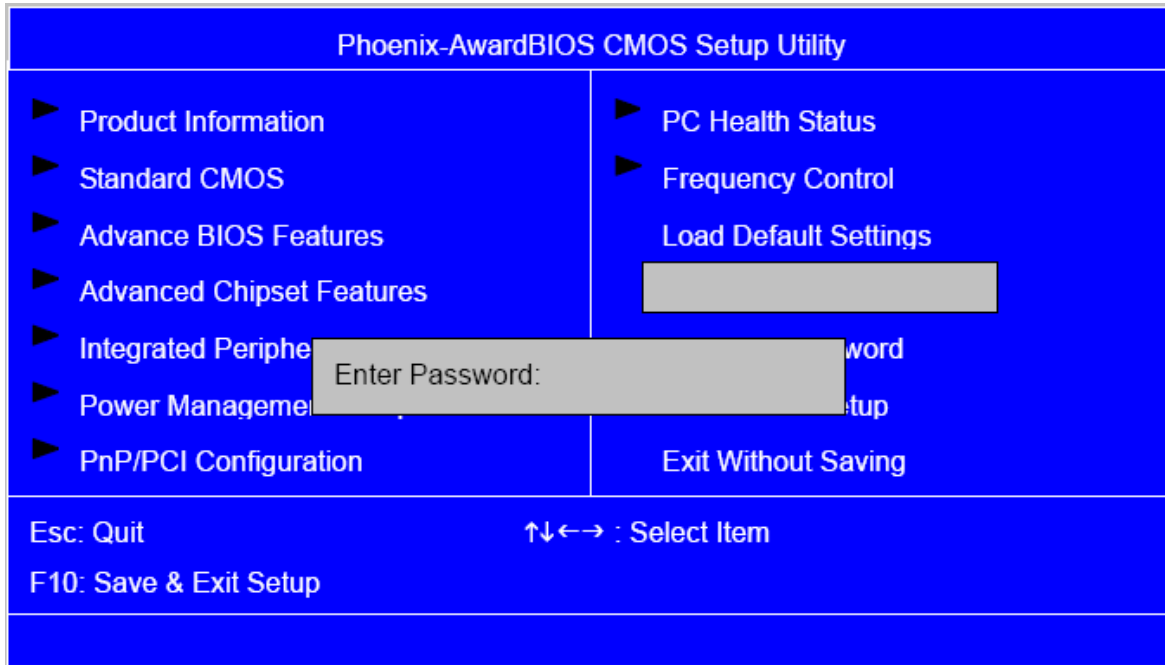 Phoenix-AwardBIOS CMOS Setup Utility
Product Information
Standard CMOS
Advance BIOS Features
Advanced Chipset Features
Integrated Periphe
Power Manageme
PnP/PCI Configuration
PC Health Status
Frequency Control
Load Default Settings
word
tup
Exit Without Saving
Enter Password:
Esc: Quit
↑↓←→ : Select Item
F10: Save & Exit Setup